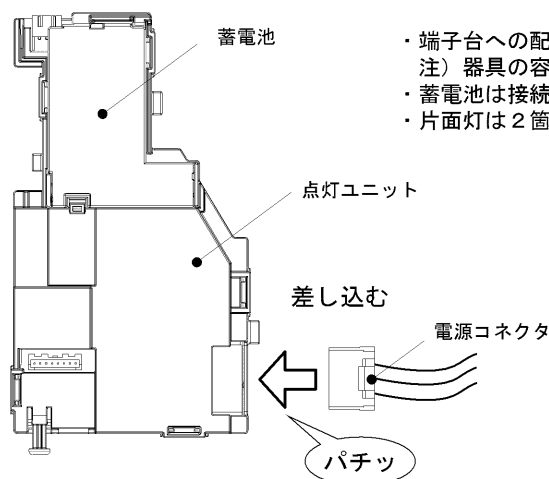 蓄電池
・端子台への配
注）器具の容
・蓄電池は接続
・片面灯は２箇
点灯ユニット
差し込む
電源コネクタ
パチッ